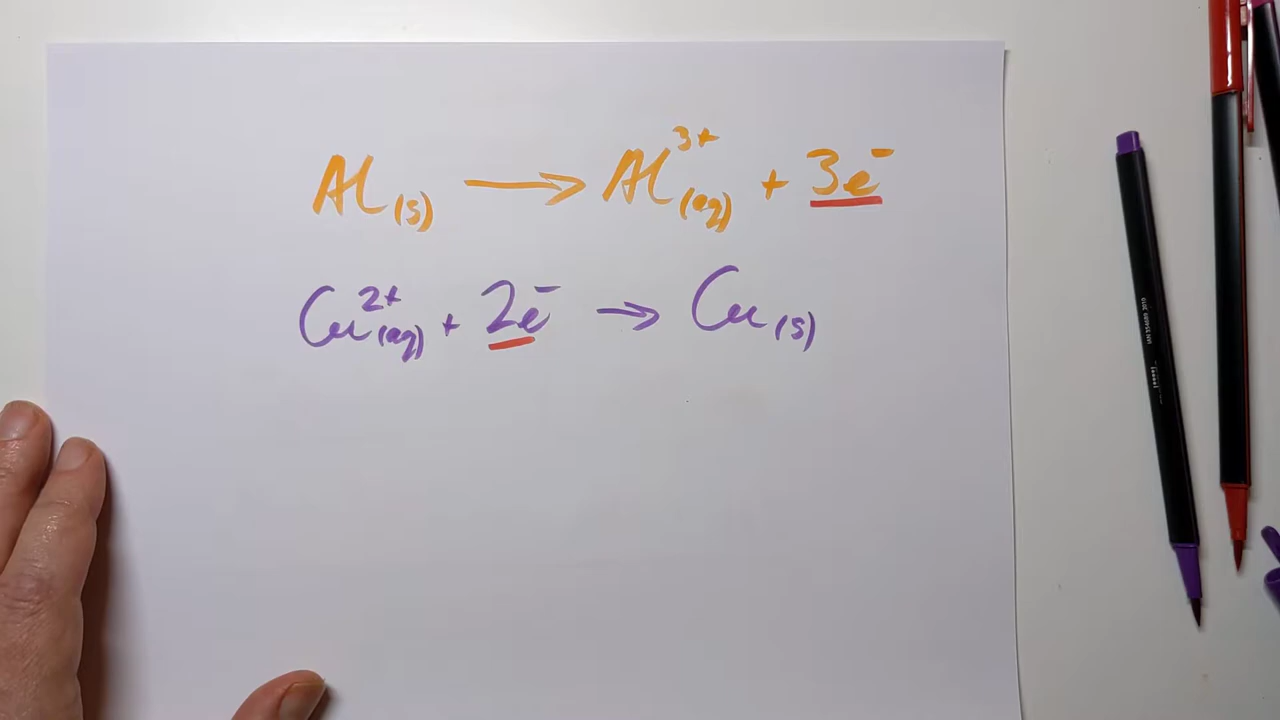 Al(s) → Al³⁺(aq) + 3e⁻
Cu²⁺(aq) + 2e⁻ → Cu(s)